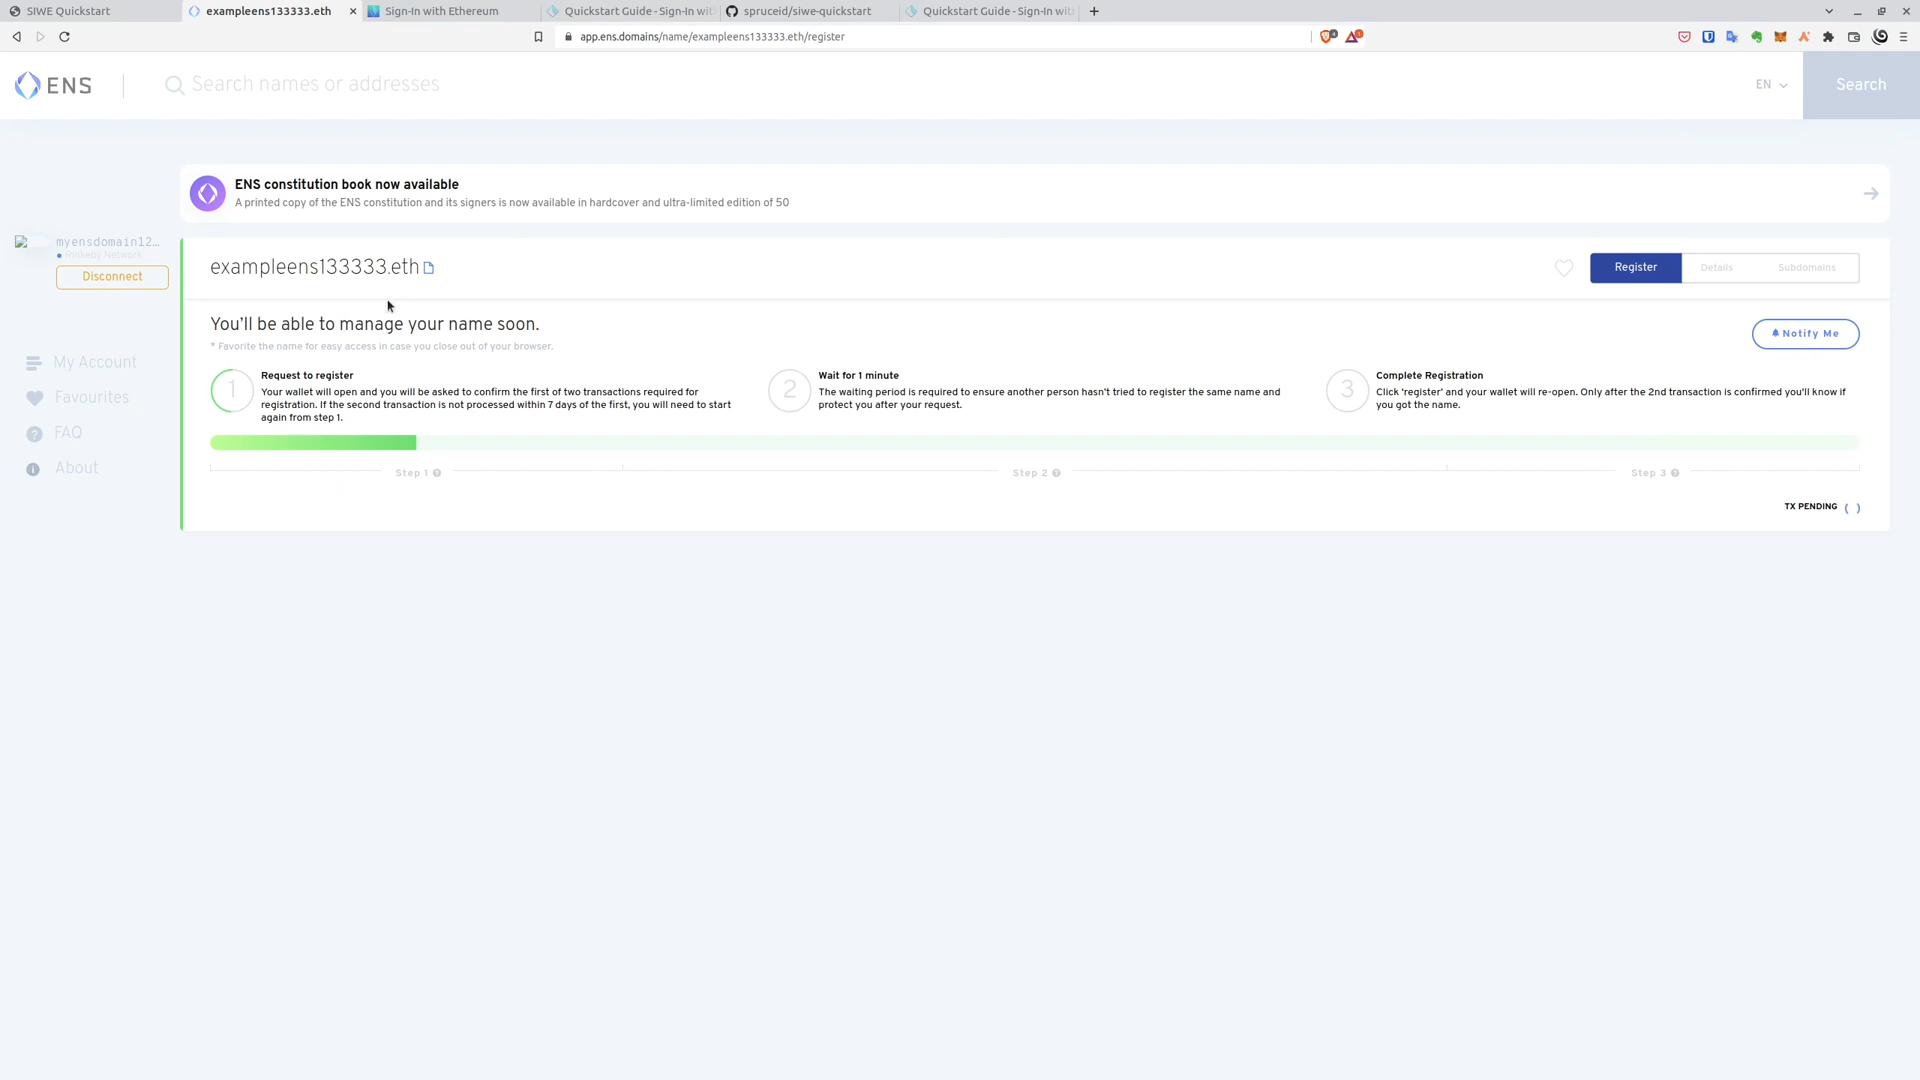 SIWE Quickstart
exampleens133333.eth
Sign-In with Ethereum
Quickstart Guide - Sign-In wit
spruceid/siwe-quickstart
Quickstart Guide - Sign-In wit
app.ens.domains/name/exampleens133333.eth/register
ENS
Search names or addresses
EN
Search
ENS constitution book now available
A printed copy of the ENS constitution and its signers is now available in hardcover and ultra-limited edition of 50
myensdomain12...
Rinkeby Network
Disconnect
My Account
Favourites
FAQ
About
exampleens133333.eth
Register
Details
Subdomains
You'll be able to manage your name soon.
* Favorite the name for easy access in case you close out of your browser.
Notify Me
1
Request to register
Your wallet will open and you will be asked to confirm the first of two transactions required for
registration. If the second transaction is not processed within 7 days of the first, you will need to start
again from step 1.
2
Wait for 1 minute
The waiting period is required to ensure another person hasn't tried to register the same name and
protect you after your request.
3
Complete Registration
Click 'register' and your wallet will re-open. Only after the 2nd transaction is confirmed you'll know if
you got the name.
Step 1
Step 2
Step 3
TX PENDING